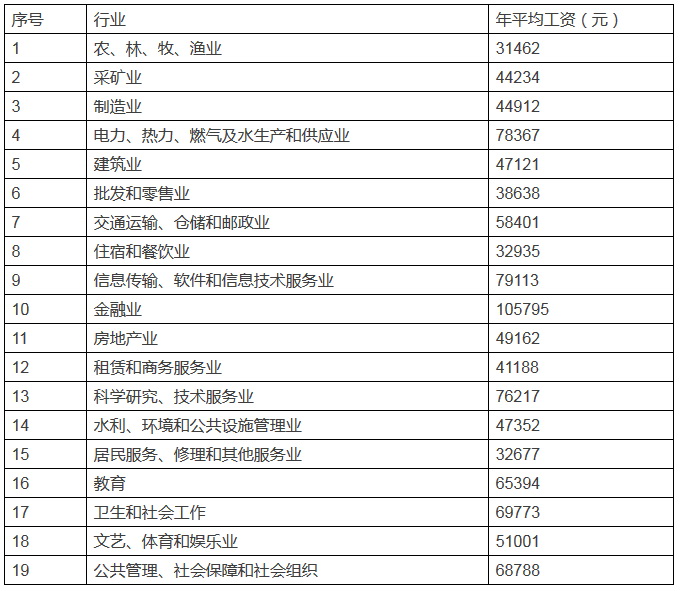 序号 行业 年平均工资（元）
1 农、林、牧、渔业 31462
2 采矿业 44234
3 制造业 44912
4 电力、热力、燃气及水生产和供应业 78367
5 建筑业 47121
6 批发和零售业 38638
7 交通运输、仓储和邮政业 58401
8 住宿和餐饮业 32935
9 信息传输、软件和信息技术服务业 79113
10 金融业 105795
11 房地产业 49162
12 租赁和商务服务业 41188
13 科学研究、技术服务业 76217
14 水利、环境和公共设施管理业 47352
15 居民服务、修理和其他服务业 32677
16 教育 65394
17 卫生和社会工作 69773
18 文艺、体育和娱乐业 51001
19 公共管理、社会保障和社会组织 68788